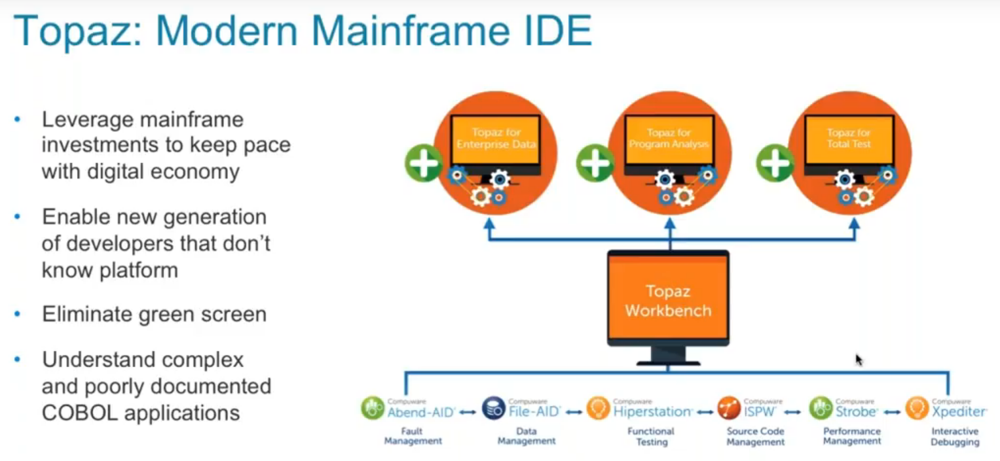 Topaz: Modern Mainframe IDE
• Leverage mainframe
investments to keep pace
with digital economy
• Enable new generation
of developers that don't
know platform
• Eliminate green screen
• Understand complex
and poorly documented
COBOL applications
Topaz for
Enterprise Data
Topaz for
Program Analysis
Topaz for
Total Test
Topaz
Workbench
Compuware
Abend-AID
Fault
Management
Compuware
File-AID
Data
Management
Compuware
Hiperstation
Functional
Testing
Compuware
ISPW
Source Code
Management
Compuware
Strobe
Performance
Management
Compuware
Xpediter
Interactive
Debugging